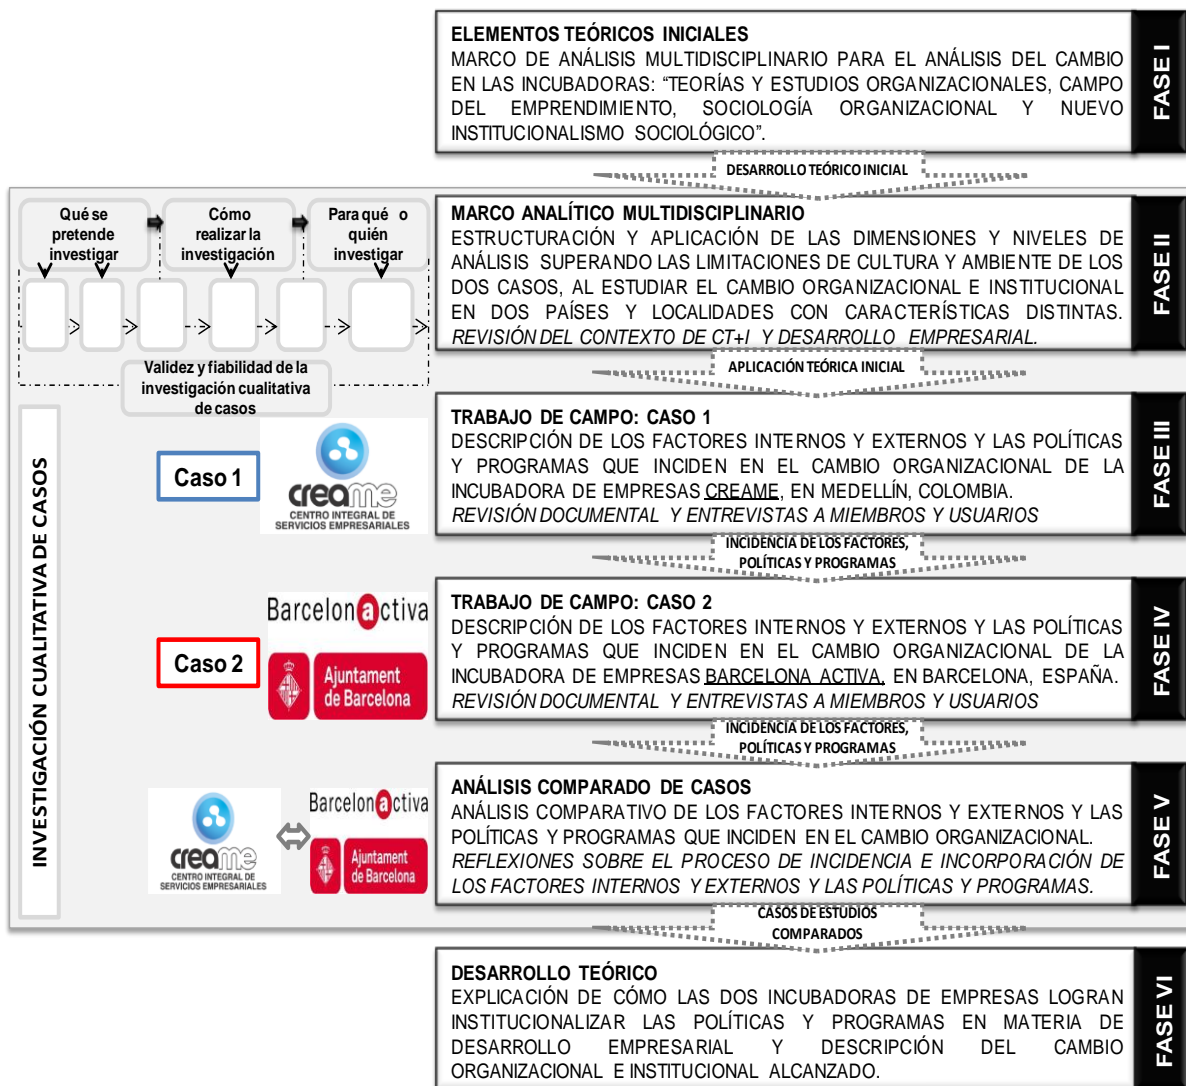 ELEMENTOS TEÓRICOS INICIALES
MARCO DE ANÁLISIS MULTIDISCIPLINARIO PARA EL ANÁLISIS DEL CAMBIO
EN LAS INCUBADORAS: “TEORÍAS Y ESTUDIOS ORGANIZACIONALES, CAMPO
DEL EMPRENDIMIENTO, SOCIOLOGÍA ORGANIZACIONAL Y NUEVO
INSTITUCIONALISMO SOCIOLÓGICO”.
FASE I
DESARROLLO TEÓRICO INICIAL
Qué se
pretende
investigar
Cómo
realizar la
investigación
Para qué o
quién
investigar
Validez y fiabilidad de la
investigación cualitativa
de casos
MARCO ANALÍTICO MULTIDISCIPLINARIO
ESTRUCTURACIÓN Y APLICACIÓN DE LAS DIMENSIONES Y NIVELES DE
ANÁLISIS SUPERANDO LAS LIMITACIONES DE CULTURA Y AMBIENTE DE LOS
DOS CASOS, AL ESTUDIAR EL CAMBIO ORGANIZACIONAL E INSTITUCIONAL
EN DOS PAÍSES Y LOCALIDADES CON CARACTERÍSTICAS DISTINTAS.
REVISIÓN DEL CONTEXTO DE CT+I Y DESARROLLO EMPRESARIAL.
FASE II
APLICACIÓN TEÓRICA INICIAL
INVESTIGACIÓN CUALITATIVA DE CASOS
Caso 1
creame
CENTRO INTEGRAL DE
SERVICIOS EMPRESARIALES
TRABAJO DE CAMPO: CASO 1
DESCRIPCIÓN DE LOS FACTORES INTERNOS Y EXTERNOS Y LAS POLÍTICAS
Y PROGRAMAS QUE INCIDEN EN EL CAMBIO ORGANIZACIONAL DE LA
INCUBADORA DE EMPRESAS CREAME, EN MEDELLÍN, COLOMBIA.
REVISIÓN DOCUMENTAL Y ENTREVISTAS A MIEMBROS Y USUARIOS
FASE III
INCIDENCIA DE LOS FACTORES,
POLÍTICAS Y PROGRAMAS
Caso 2
Barcelonactiva
Ajuntament
de Barcelona
TRABAJO DE CAMPO: CASO 2
DESCRIPCIÓN DE LOS FACTORES INTERNOS Y EXTERNOS Y LAS POLÍTICAS
Y PROGRAMAS QUE INCIDEN EN EL CAMBIO ORGANIZACIONAL DE LA
INCUBADORA DE EMPRESAS BARCELONA ACTIVA, EN BARCELONA, ESPAÑA.
REVISIÓN DOCUMENTAL Y ENTREVISTAS A MIEMBROS Y USUARIOS
FASE IV
INCIDENCIA DE LOS FACTORES,
POLÍTICAS Y PROGRAMAS
creame
CENTRO INTEGRAL DE
SERVICIOS EMPRESARIALES
Barcelonactiva
Ajuntament
de Barcelona
ANÁLISIS COMPARADO DE CASOS
ANÁLISIS COMPARATIVO DE LOS FACTORES INTERNOS Y EXTERNOS Y LAS
POLÍTICAS Y PROGRAMAS QUE INCIDEN EN EL CAMBIO ORGANIZACIONAL.
REFLEXIONES SOBRE EL PROCESO DE INCIDENCIA E INCORPORACIÓN DE
LOS FACTORES INTERNOS Y EXTERNOS Y LAS POLÍTICAS Y PROGRAMAS.
FASE V
CASOS DE ESTUDIOS
COMPARADOS
DESARROLLO TEÓRICO
EXPLICACIÓN DE CÓMO LAS DOS INCUBADORAS DE EMPRESAS LOGRAN
INSTITUCIONALIZAR LAS POLÍTICAS Y PROGRAMAS EN MATERIA DE
DESARROLLO EMPRESARIAL Y DESCRIPCIÓN DEL CAMBIO
ORGANIZACIONAL E INSTITUCIONAL ALCANZADO.
FASE VI